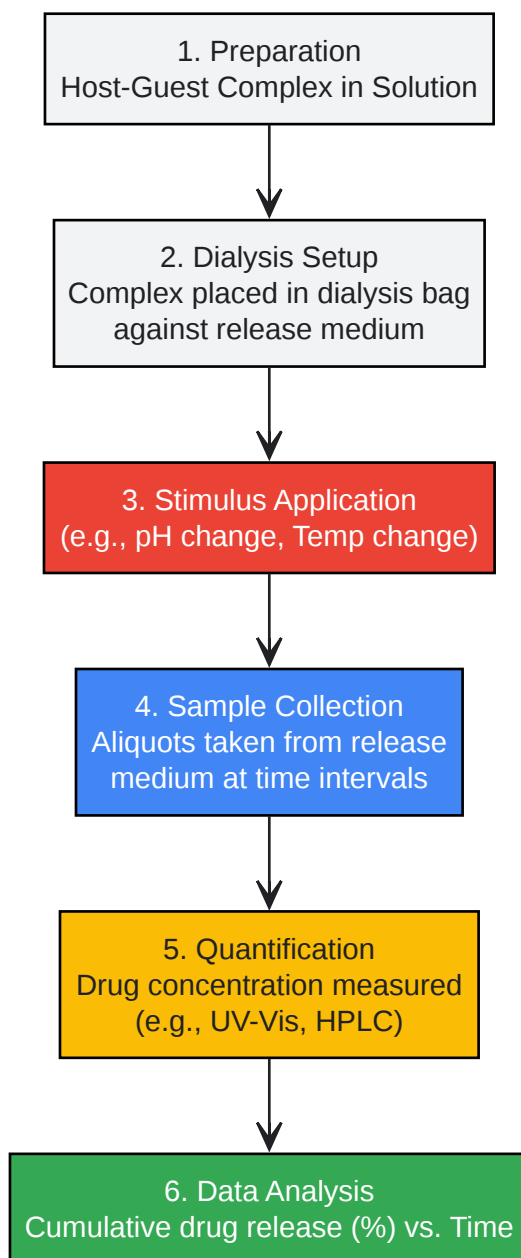 1. Preparation
Host-Guest Complex in Solution
2. Dialysis Setup
Complex placed in dialysis bag
against release medium
3. Stimulus Application
(e.g., pH change, Temp change)
4. Sample Collection
Aliquots taken from release
medium at time intervals
5. Quantification
Drug concentration measured
(e.g., UV-Vis, HPLC)
6. Data Analysis
Cumulative drug release (%) vs. Time